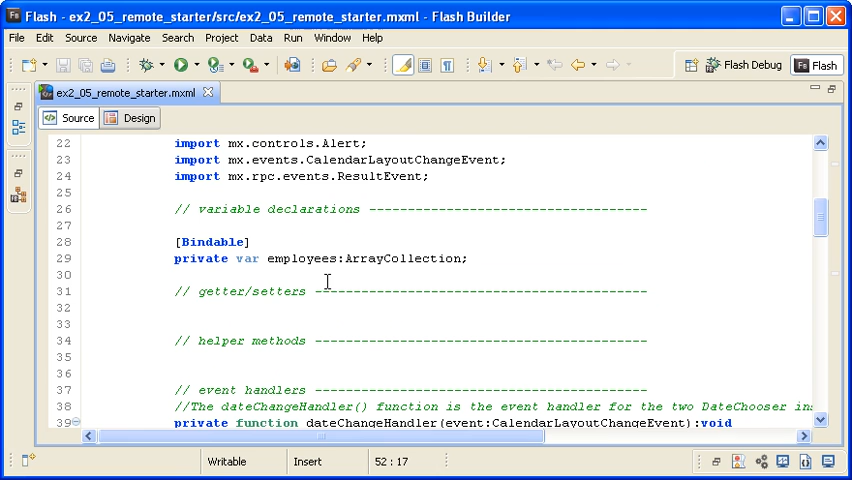 Flash - ex2_05_remote_starter/src/ex2_05_remote_starter.mxml - Flash Builder
File Edit Source Navigate Search Project Data Run Window Help
Flash Debug Flash
ex2_05_remote_starter.mxml
Source Design
22 import mx.controls.Alert;
23 import mx.events.CalendarLayoutChangeEvent;
24 import mx.rpc.events.ResultEvent;
25
26 // variable declarations ------------------------------------
27
28 [Bindable]
29 private var employees:ArrayCollection;
30
31 // getter/setters -------------------------------------------
32
33
34 // helper methods -------------------------------------------
35
36
37 // event handlers -------------------------------------------
38 //The dateChangeHandler() function is the event handler for the two DateChooser in
39 private function dateChangeHandler(event:CalendarLayoutChangeEvent):void
Writable Insert 52 : 17